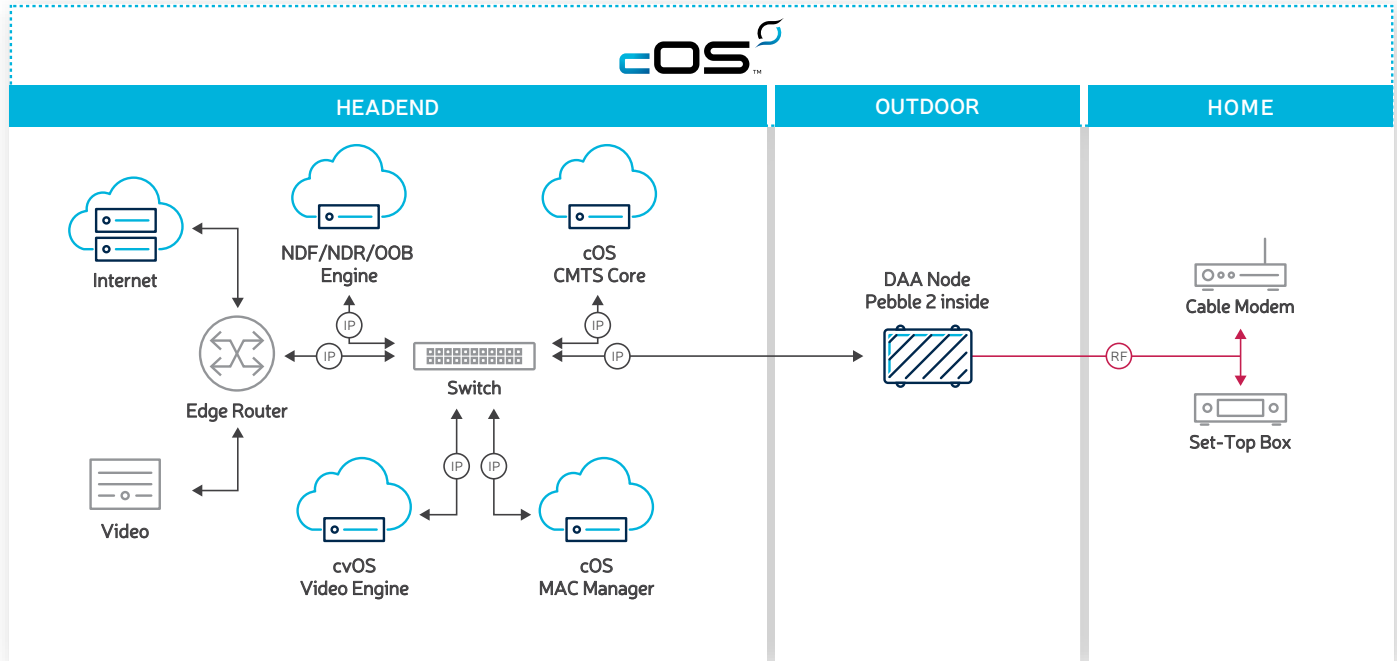 cOS™
HEADEND
OUTDOOR
HOME
Internet
NDF/NDR/OOB
Engine
cOS
CMTS Core
DAA Node
Pebble 2 inside
Cable Modem
IP
IP
IP
IP
RF
Switch
Edge Router
Set-Top Box
IP
IP
Video
cvOS
Video Engine
cOS
MAC Manager